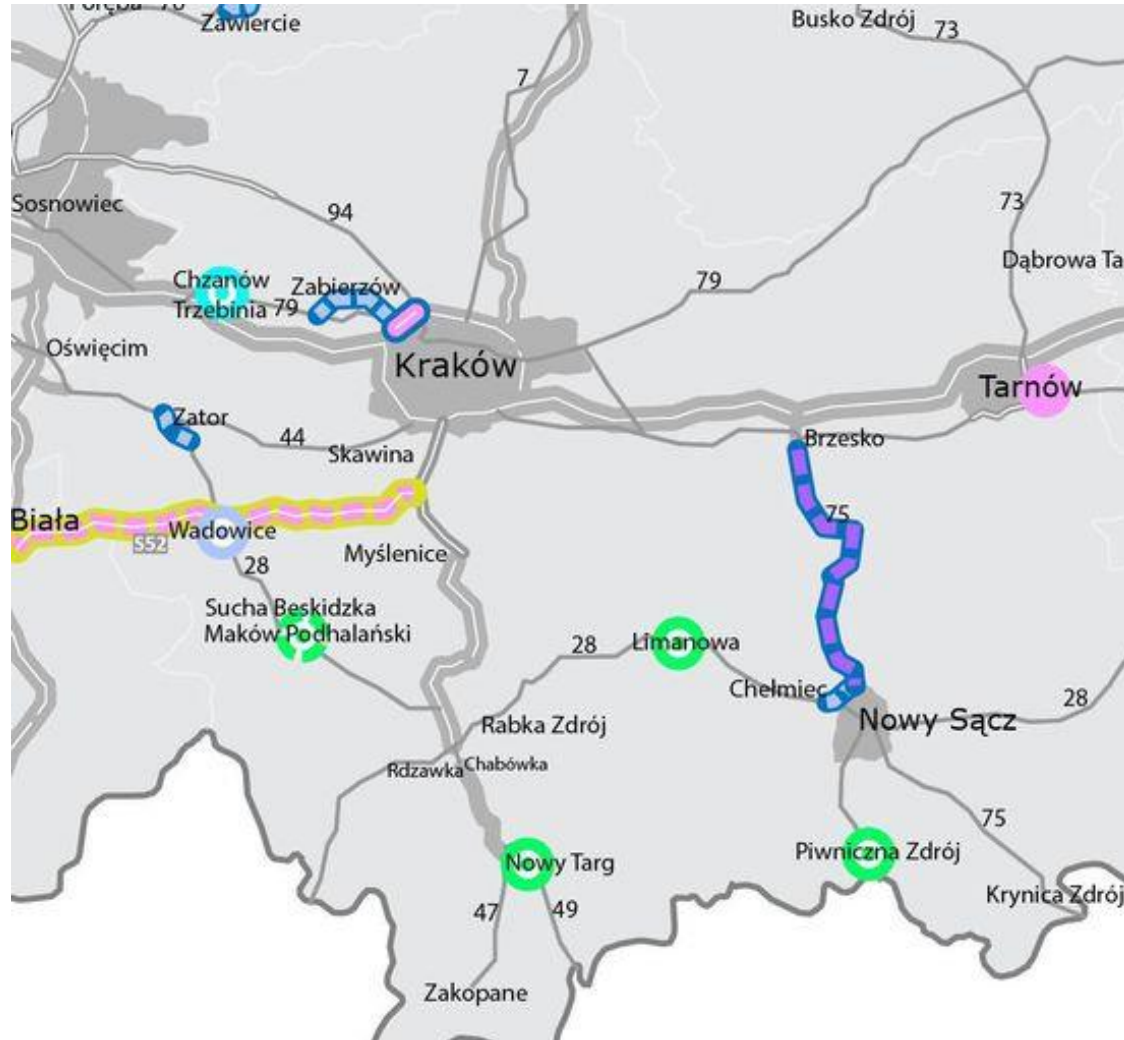 Poręba 78
Zawiercie
Busko Zdrój
73
7
Sosnowiec
94
73
Dąbrowa Ta
Chzanów
Trzebinia 79
Zabierzów
79
Oświęcim
Kraków
Tarnów
Zator
44
Skawina
Brzesko
Biała
S52
Wadowice
75
28
Myślenice
Sucha Beskidzka
Maków Podhalański
28
Limanowa
Chełmiec
28
Nowy Sącz
Rabka Zdrój
Rdzawka
Chabówka
75
Nowy Targ
Piwniczna Zdrój
47
49
Krynica Zdrój
Zakopane